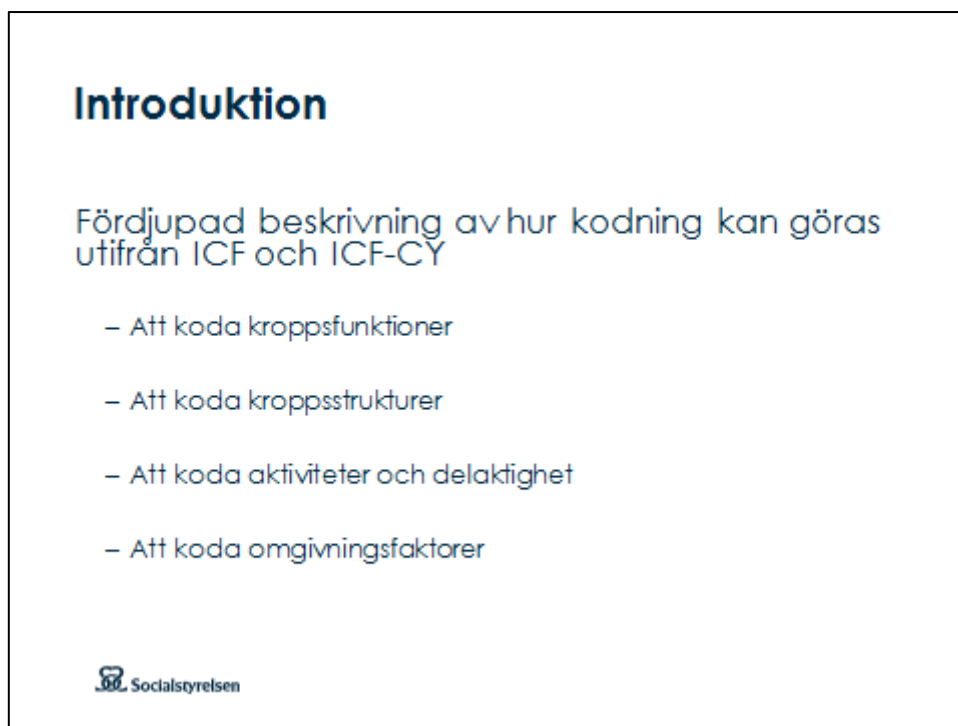 Introduktion
Fördjupad beskrivning av hur kodning kan göras
utifrån ICF och ICF-CY
– Att koda kroppsfunktioner
– Att koda kroppsstrukturer
– Att koda aktiviteter och delaktighet
– Att koda omgivningsfaktorer
Socialstyrelsen